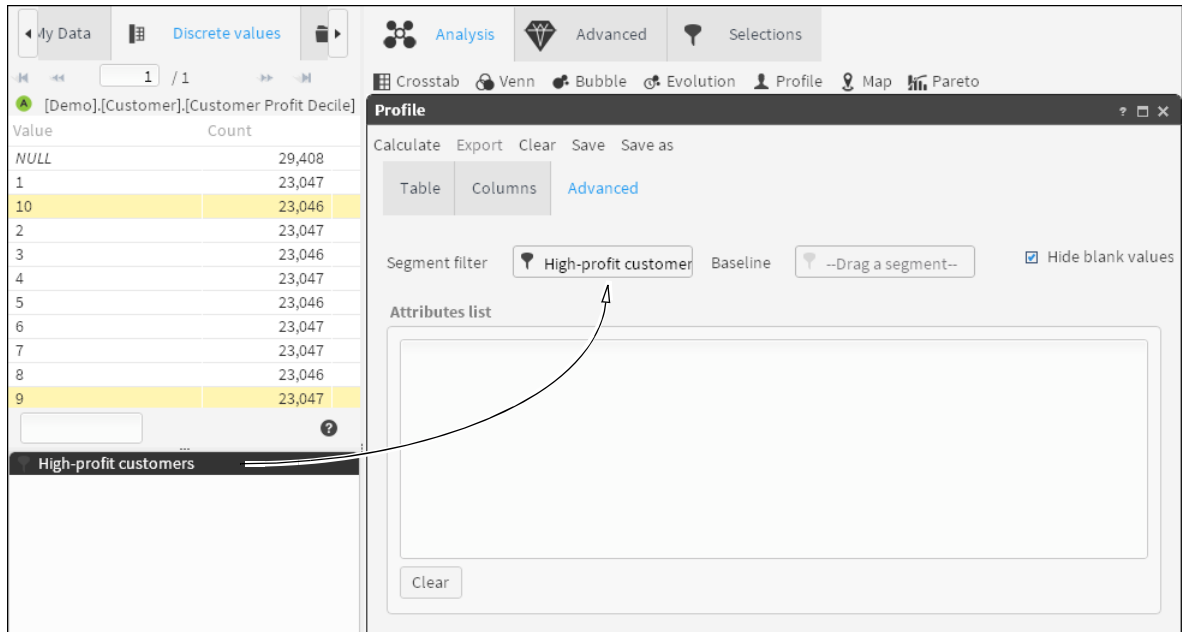 My Data
Discrete values
Analysis
Advanced
Selections
1 / 1
Crosstab
Venn
Bubble
Evolution
Profile
Map
Pareto
A [Demo].[Customer].[Customer Profit Decile]
Value Count
NULL 29,408
1 23,047
10 23,046
2 23,047
3 23,046
4 23,047
5 23,046
6 23,047
7 23,047
8 23,046
9 23,047
?
High-profit customers
Profile
?
Calculate Export Clear Save Save as
Table Columns Advanced
Segment filter High-profit customer Baseline --Drag a segment-- Hide blank values
Attributes list
Clear